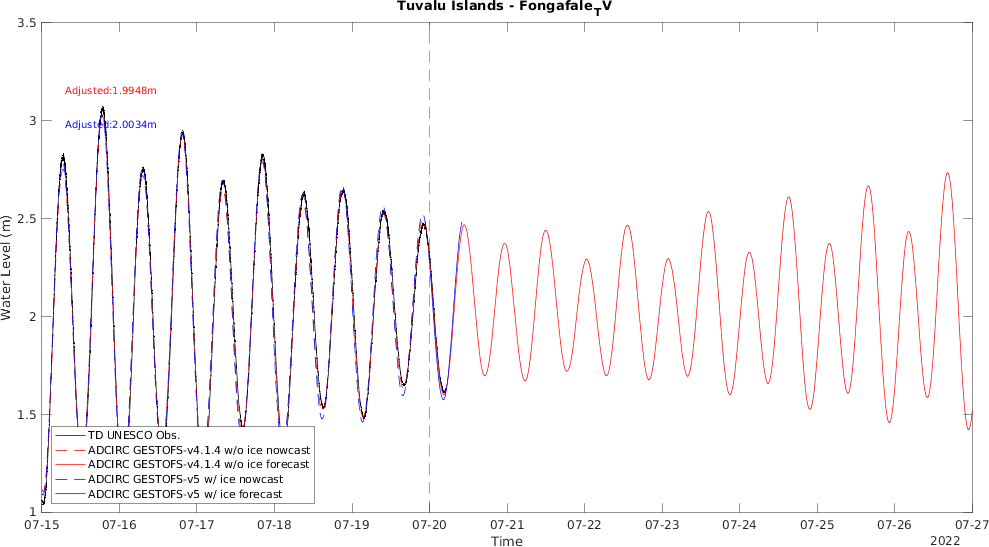 Tuvalu Islands - Fongafale_TV
3.5
3
2.5
2
1.5
1
Water Level (m)
Adjusted:1.9948m
Adjusted:2.0034m
TD UNESCO Obs.
ADCIRC GESTOFS-v4.1.4 w/o ice nowcast
ADCIRC GESTOFS-v4.1.4 w/o ice forecast
ADCIRC GESTOFS-v5 w/ ice nowcast
ADCIRC GESTOFS-v5 w/ ice forecast
07-15 07-16 07-17 07-18 07-19 07-20 07-21 07-22 07-23 07-24 07-25 07-26 07-27
Time
2022